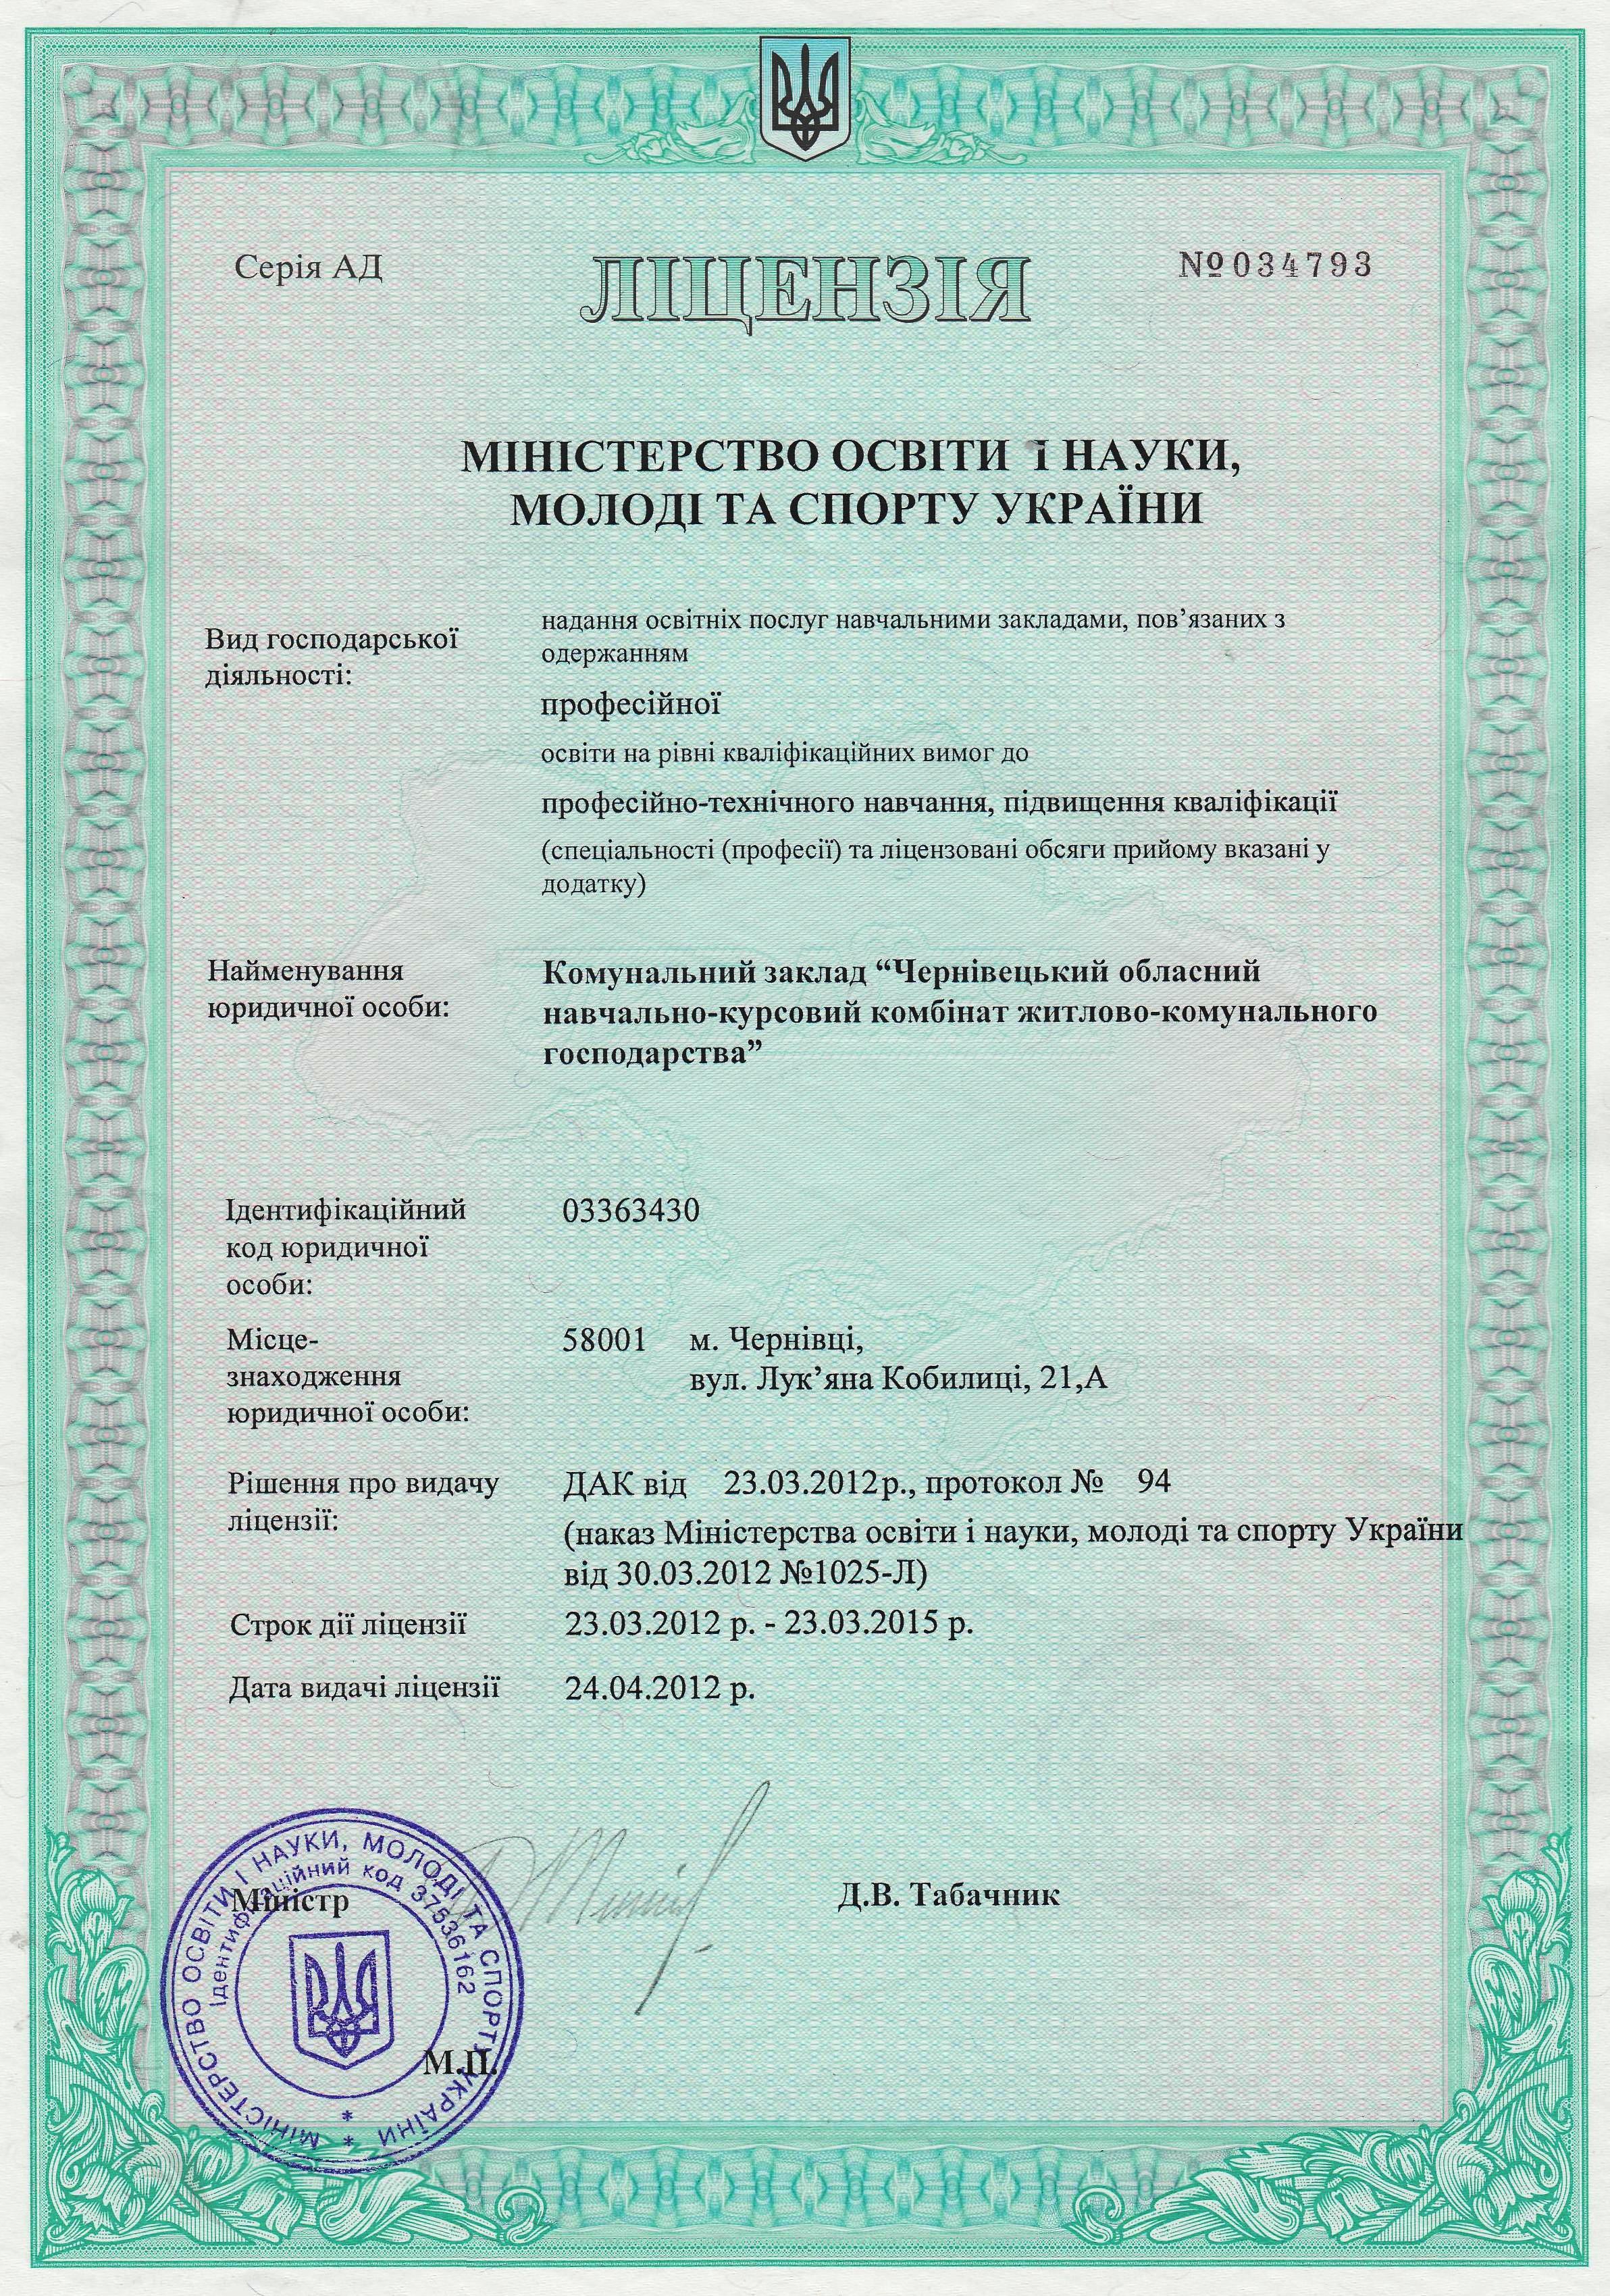 Серія АД
ЛІЦЕНЗІЯ
№034793
МІНІСТЕРСТВО ОСВІТИ І НАУКИ,
МОЛОДІ ТА СПОРТУ УКРАЇНИ
Вид господарської
діяльності:
надання освітніх послуг навчальними закладами, пов’язаних з
одержанням
професійної
освіти на рівні кваліфікаційних вимог до
професійно-технічного навчання, підвищення кваліфікації
(спеціальності (професії) та ліцензовані обсяги прийому вказані у
додатку)
Найменування
юридичної особи:
Комунальний заклад “Чернівецький обласний
навчально-курсовий комбінат житлово-комунального
господарства”
Ідентифікаційний
код юридичної
особи:
03363430
Місце-
знаходження
юридичної особи:
58001 м. Чернівці,
вул. Лук’яна Кобилиці, 21,А
Рішення про видачу
ліцензії:
ДАК від 23.03.2012р., протокол № 94
(наказ Міністерства освіти і науки, молоді та спорту України
від 30.03.2012 №1025-Л)
Строк дії ліцензії 23.03.2012 р. - 23.03.2015 р.
Дата видачі ліцензії 24.04.2012 р.
Міністр
Д.В. Табачник
М.П.
МІНІСТЕРСТВО ОСВІТИ І НАУКИ, МОЛОДІ ТА СПОРТУ УКРАЇНИ *
Ідентифікаційний код 37536162 *